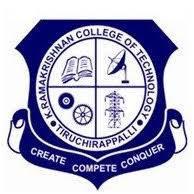 K.RAMAKRISHNAN COLLEGE OF TECHNOLOGY
TIRUCHIRAPPALLI
CREATE COMPETE CONQUER